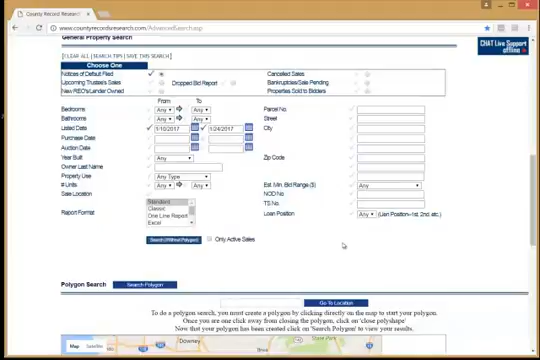 County Record Research
www.countyrecordsresearch.com/AdvancedSearch.asp
General Property Search
CHAT Live Support
offline
[CLEAR ALL | SEARCH TIPS | SAVE THIS SEARCH]
Choose One
Notices of Default Filed
Cancelled Sales
Upcoming Trustee's Sales
Dropped Bid Report
Bankruptcies/Sale Pending
New REO's/Lender Owned
Properties Sold to Bidders
From To
Bedrooms Any Any Parcel No.
Bathrooms Any Any Street
Listed Date 1/10/2017 1/24/2017 City
Purchase Date
Auction Date
Year Built Any Zip Code
Owner Last Name
Property Use Any Type
# Units Any Any Est. Min. Bid Range($) Any
Sale Location NOD No.
Standard TS No.
Report Format Classic Loan Position Any (Lien Position-1st, 2nd, etc.)
One Line Report
Excel
Search (Without Polygon) Only Active Sales
Polygon Search Search Polygon
Go To Location
To do a polygon search, you must create a polygon by clicking directly on the map to start your polygon.
Once you are one click away from closing the polygon, click on 'close polyshape'
Now that your polygon has been created click on 'Search Polygon' to view your results.
Map Satellite Downey State Park